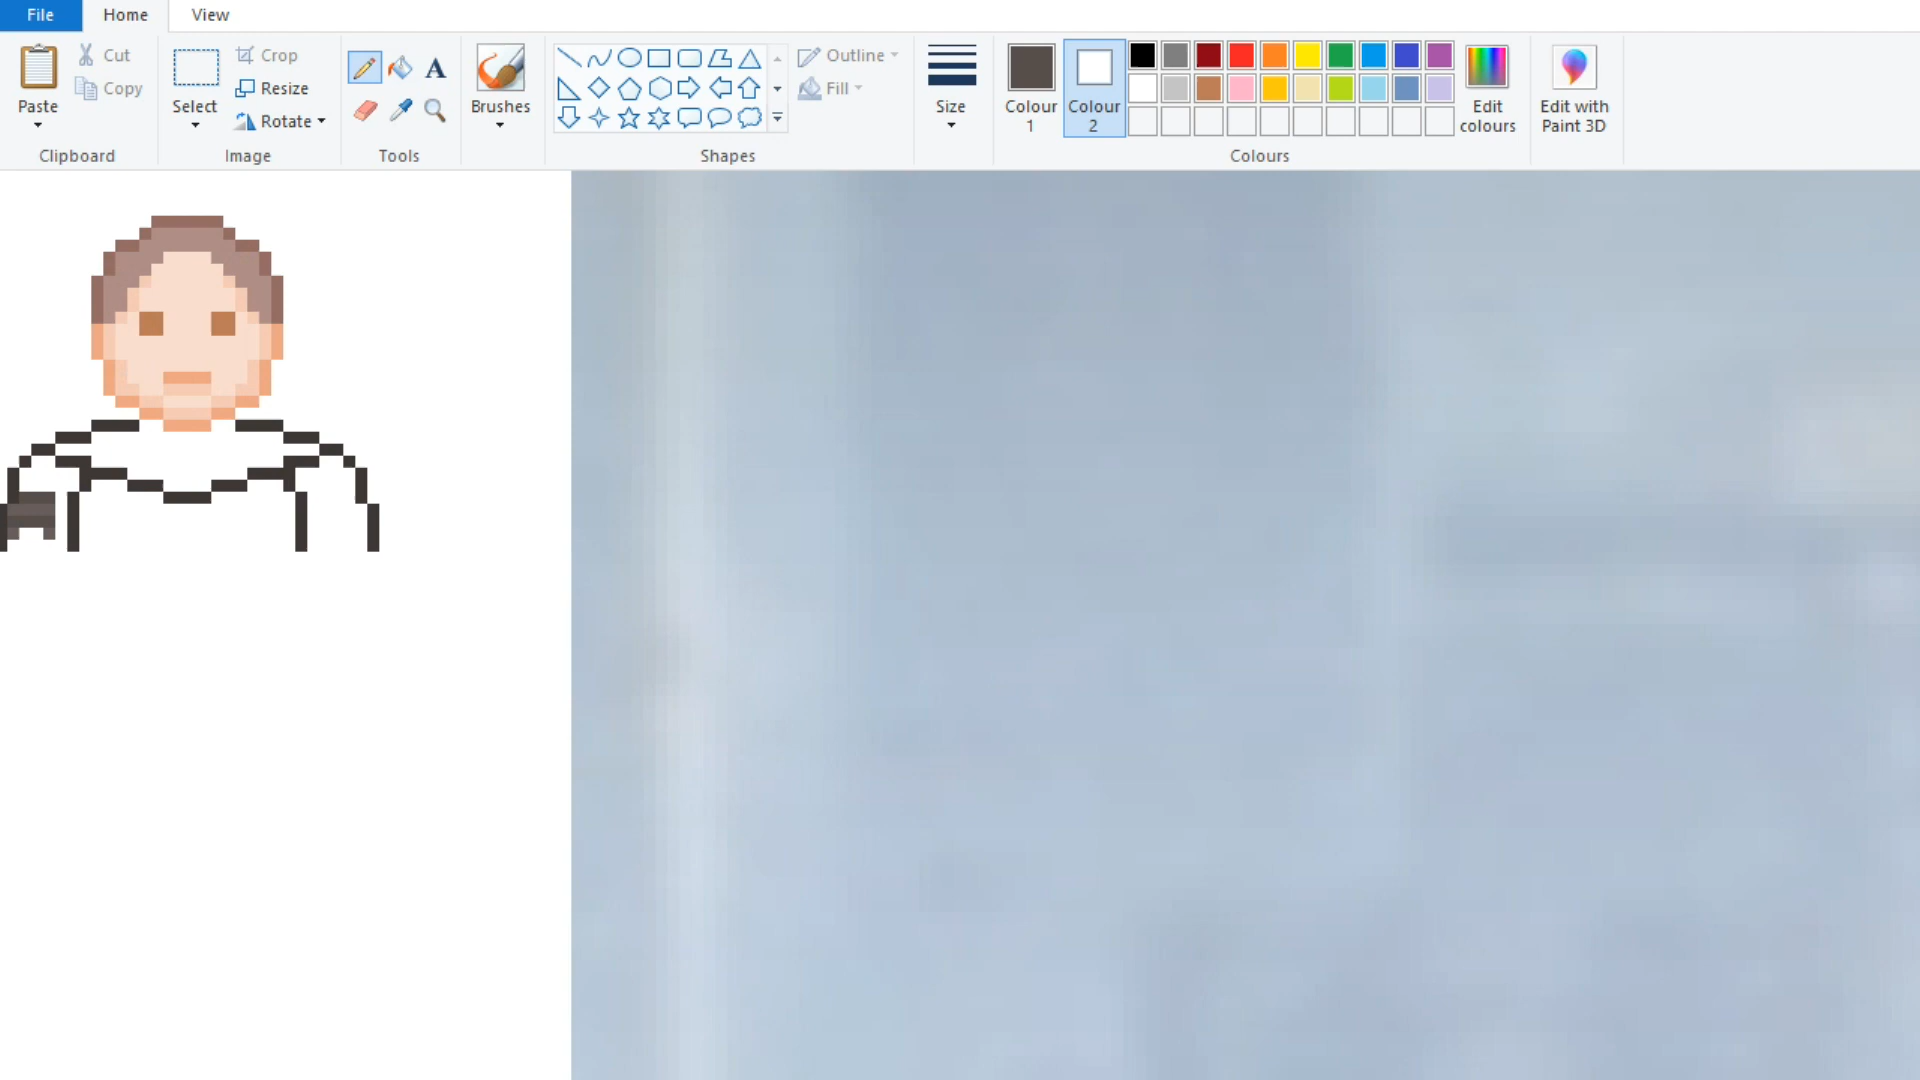 File Home View
Paste
Cut
Copy
Clipboard
Select
Crop
Resize
Rotate
Image
A
Tools
Brushes
Shapes
Outline
Fill
Size
Colour 1
Colour 2
Edit colours
Colours
Edit with Paint 3D